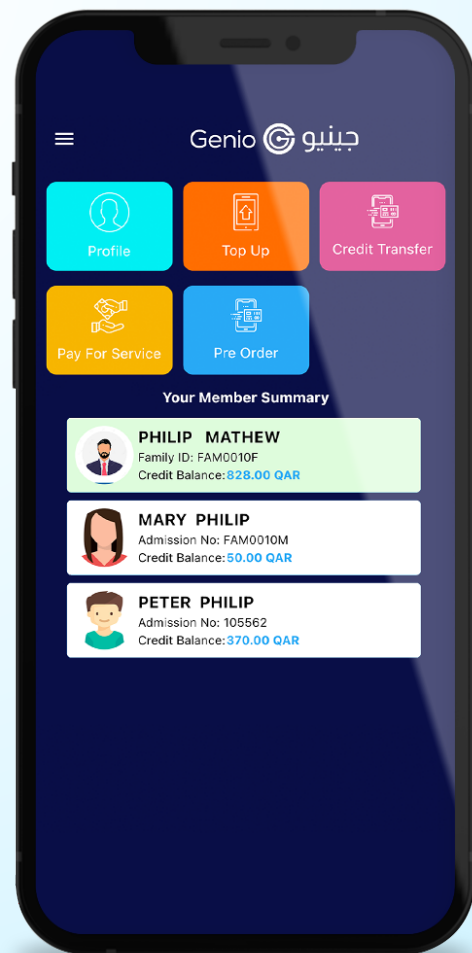 Genio G جينيو
Profile
Top Up
Credit Transfer
Pay For Service
Pre Order
Your Member Summary
PHILIP MATHEW
Family ID: FAM0010F
Credit Balance:828.00 QAR
MARY PHILIP
Admission No: FAM0010M
Credit Balance:50.00 QAR
PETER PHILIP
Admission No: 105562
Credit Balance:370.00 QAR